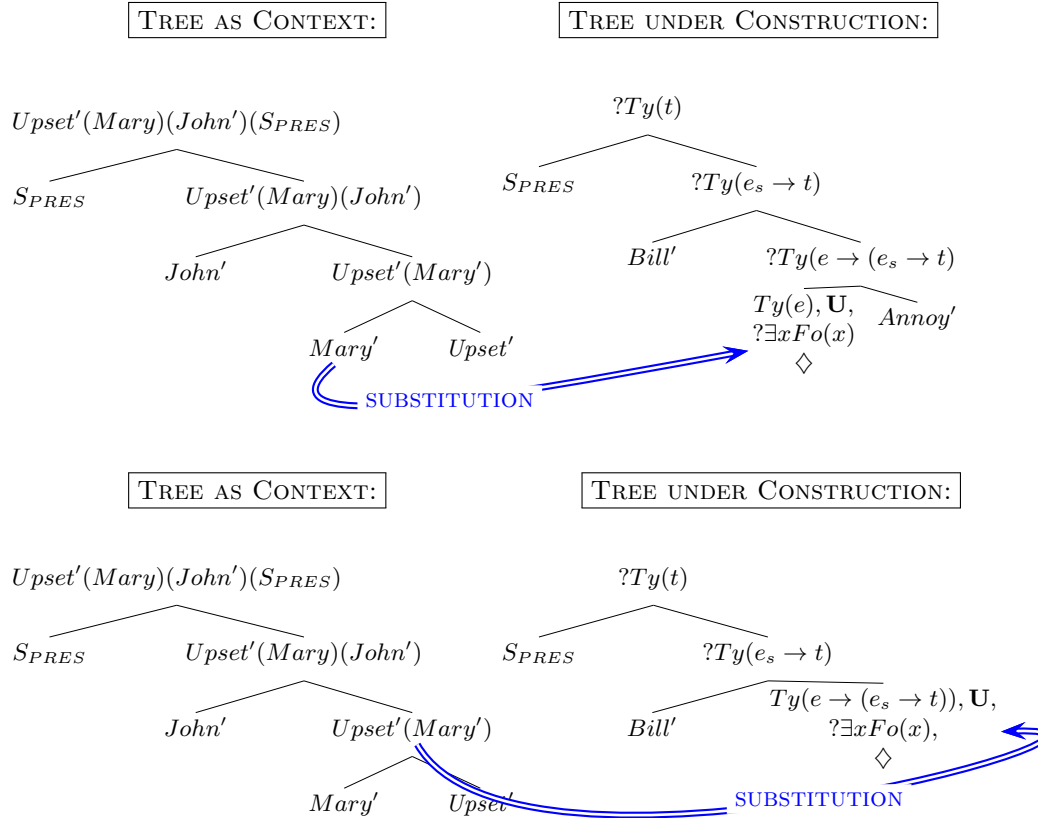 TREE AS CONTEXT: TREE UNDER CONSTRUCTION:
Upset′(Mary)(John′)(S_PRES) ?Ty(t)
S_PRES Upset′(Mary)(John′) S_PRES ?Ty(e_s → t)
John′ Upset′(Mary′) Bill′ ?Ty(e → (e_s → t)
Ty(e), U,
Mary′ Upset′ ?∃xFo(x) Annoy′
♢
SUBSTITUTION
TREE AS CONTEXT: TREE UNDER CONSTRUCTION:
Upset′(Mary)(John′)(S_PRES) ?Ty(t)
S_PRES Upset′(Mary)(John′) S_PRES ?Ty(e_s → t)
Ty(e → (e_s → t)), U,
John′ Upset′(Mary′) Bill′ ?∃xFo(x),
♢
Mary′ Upset′ SUBSTITUTION